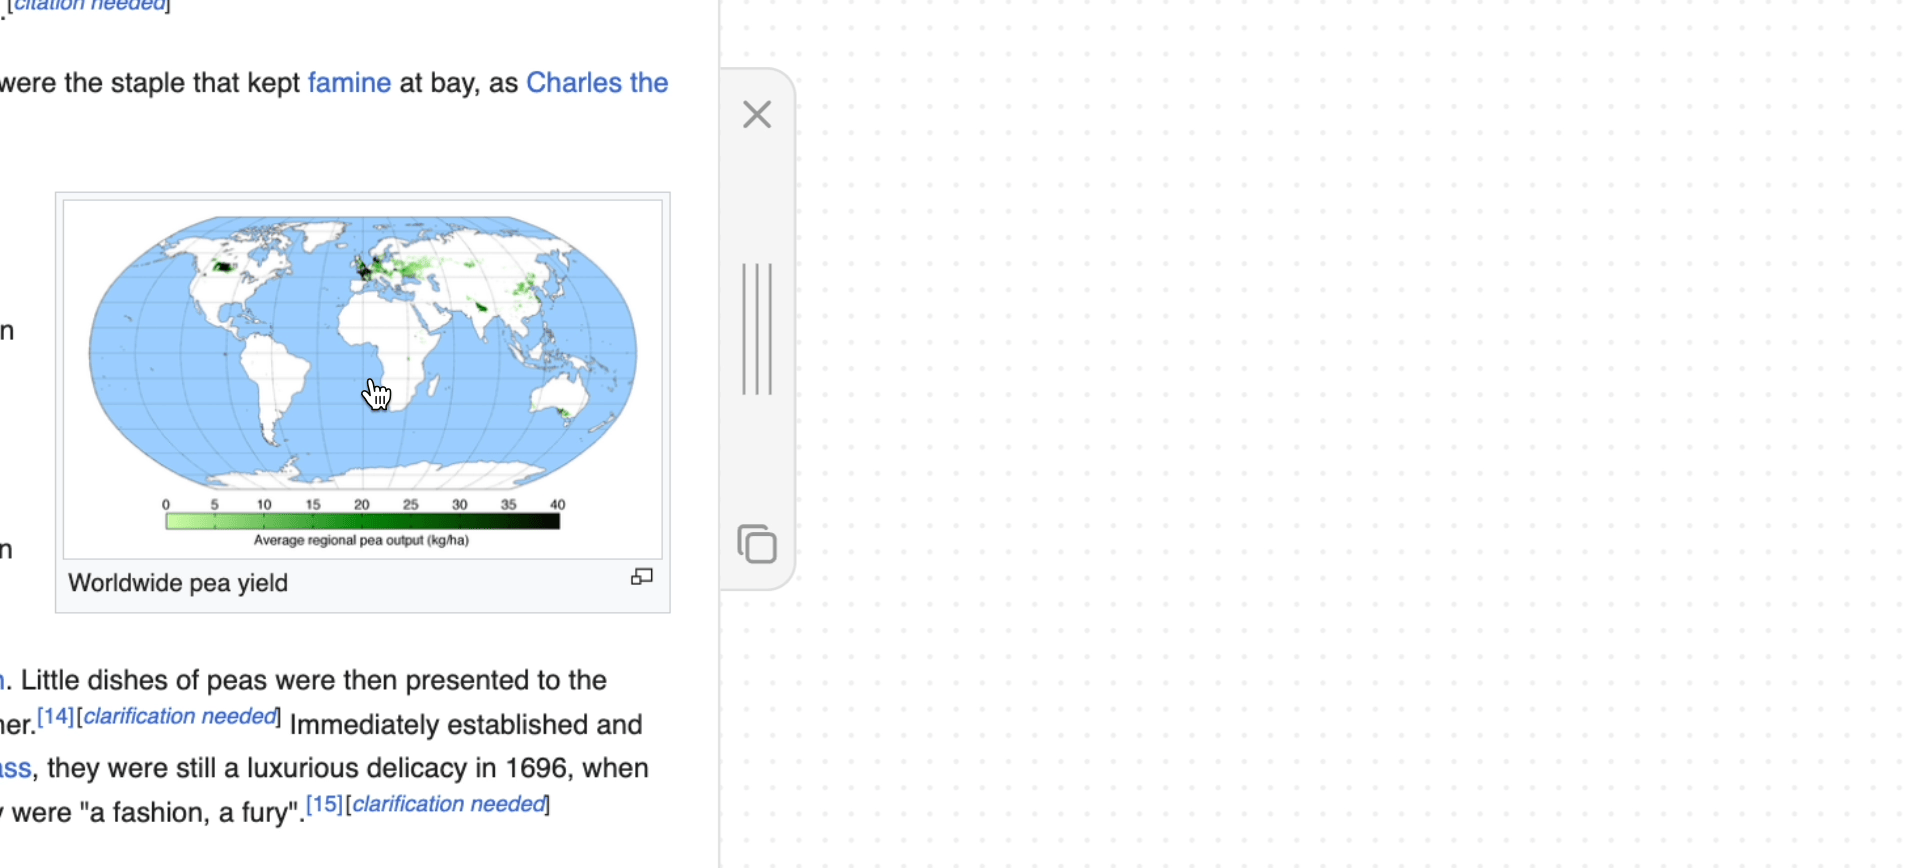 .[citation needed]
were the staple that kept famine at bay, as Charles the
n
0 5 10 15 20 25 30 35 40
Average regional pea output (kg/ha)
n
Worldwide pea yield
. Little dishes of peas were then presented to the
er.[14][clarification needed] Immediately established and
ass, they were still a luxurious delicacy in 1696, when
y were "a fashion, a fury".[15][clarification needed]